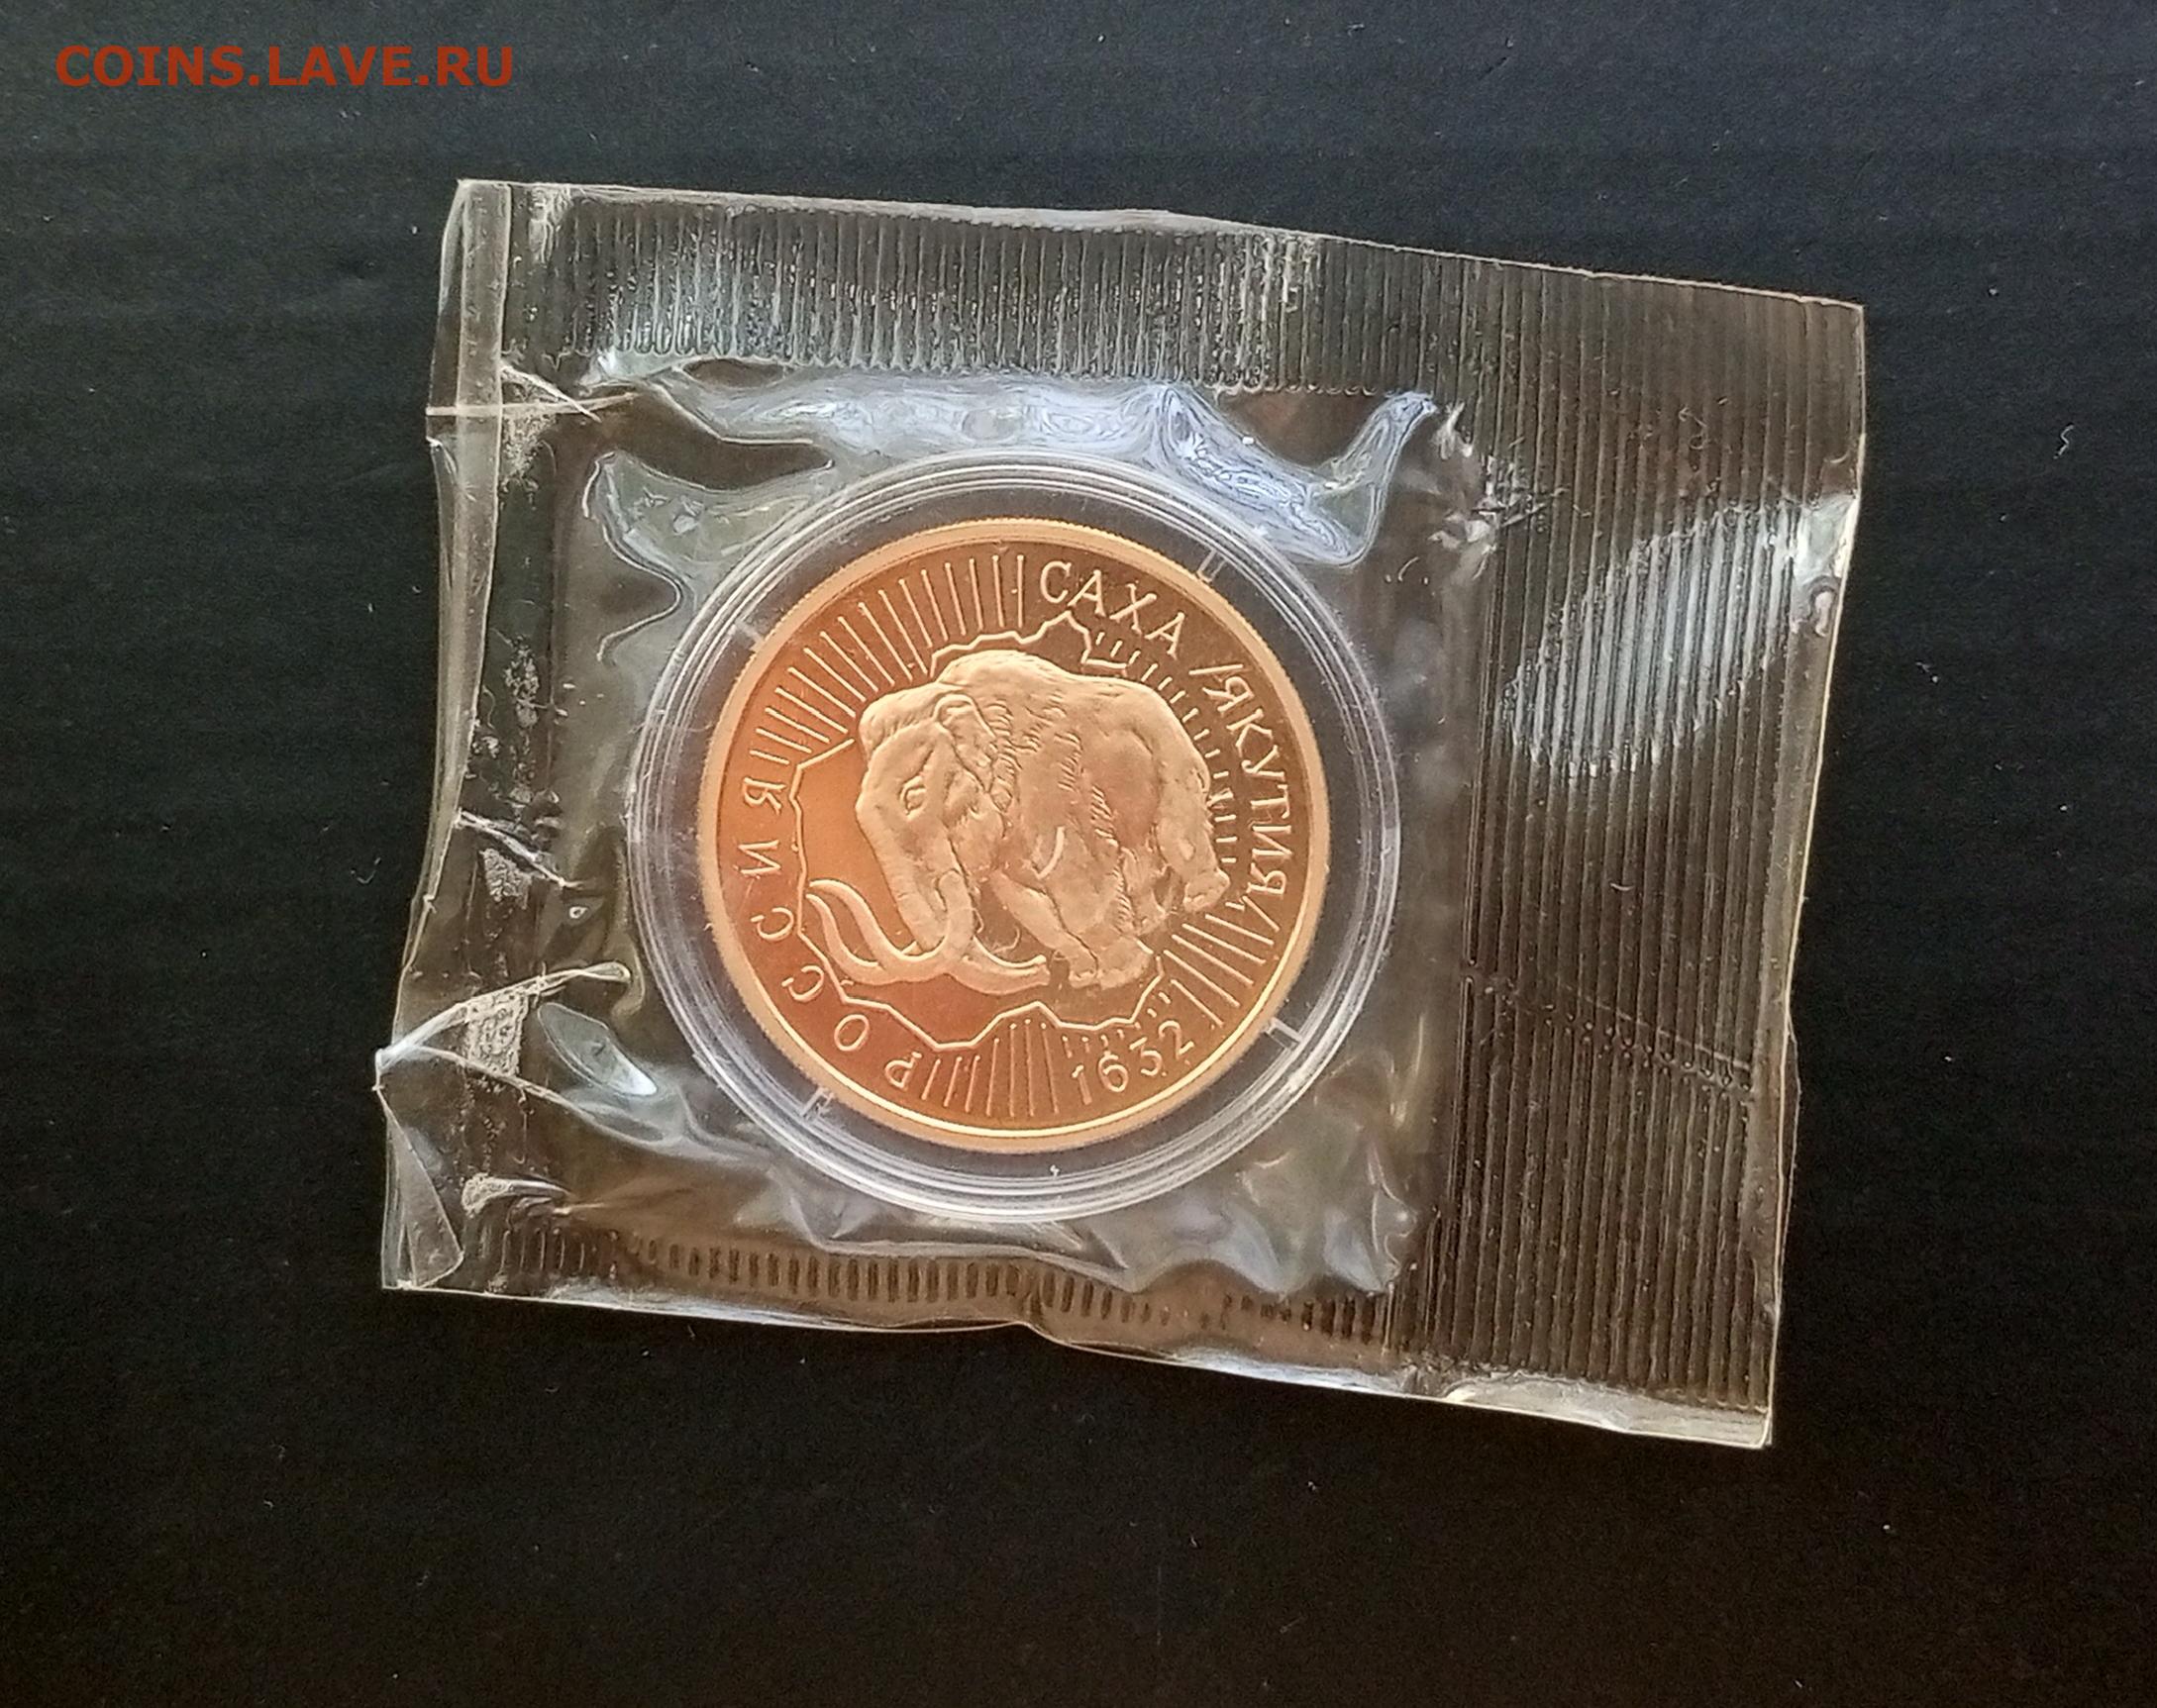 COINS.LAVE.RU
САХА /ЯКУТИЯ/
РОССИЯ
1632